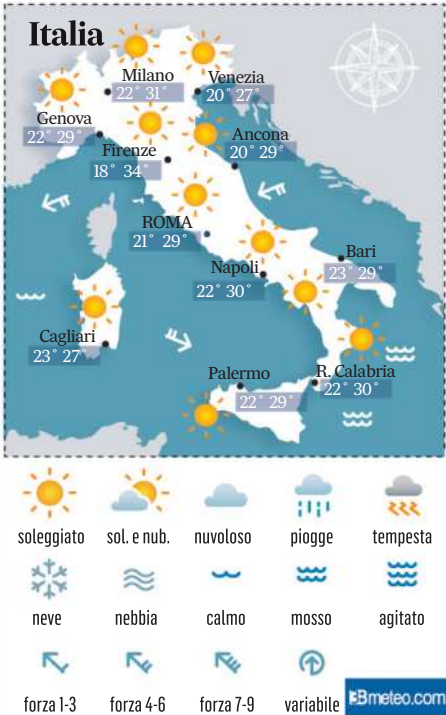 Italia
Milano
22° 31°
Venezia
20° 27°
Genova
22° 29°
Firenze
18° 34°
Ancona
20° 29°
ROMA
21° 29°
Napoli
22° 30°
Bari
23° 29°
Cagliari
23° 27°
Palermo
22° 29°
R. Calabria
22° 30°
soleggiato sol. e nub. nuvoloso piogge tempesta
neve nebbia calmo mosso agitato
forza 1-3 forza 4-6 forza 7-9 variabile
3Bmeteo.com